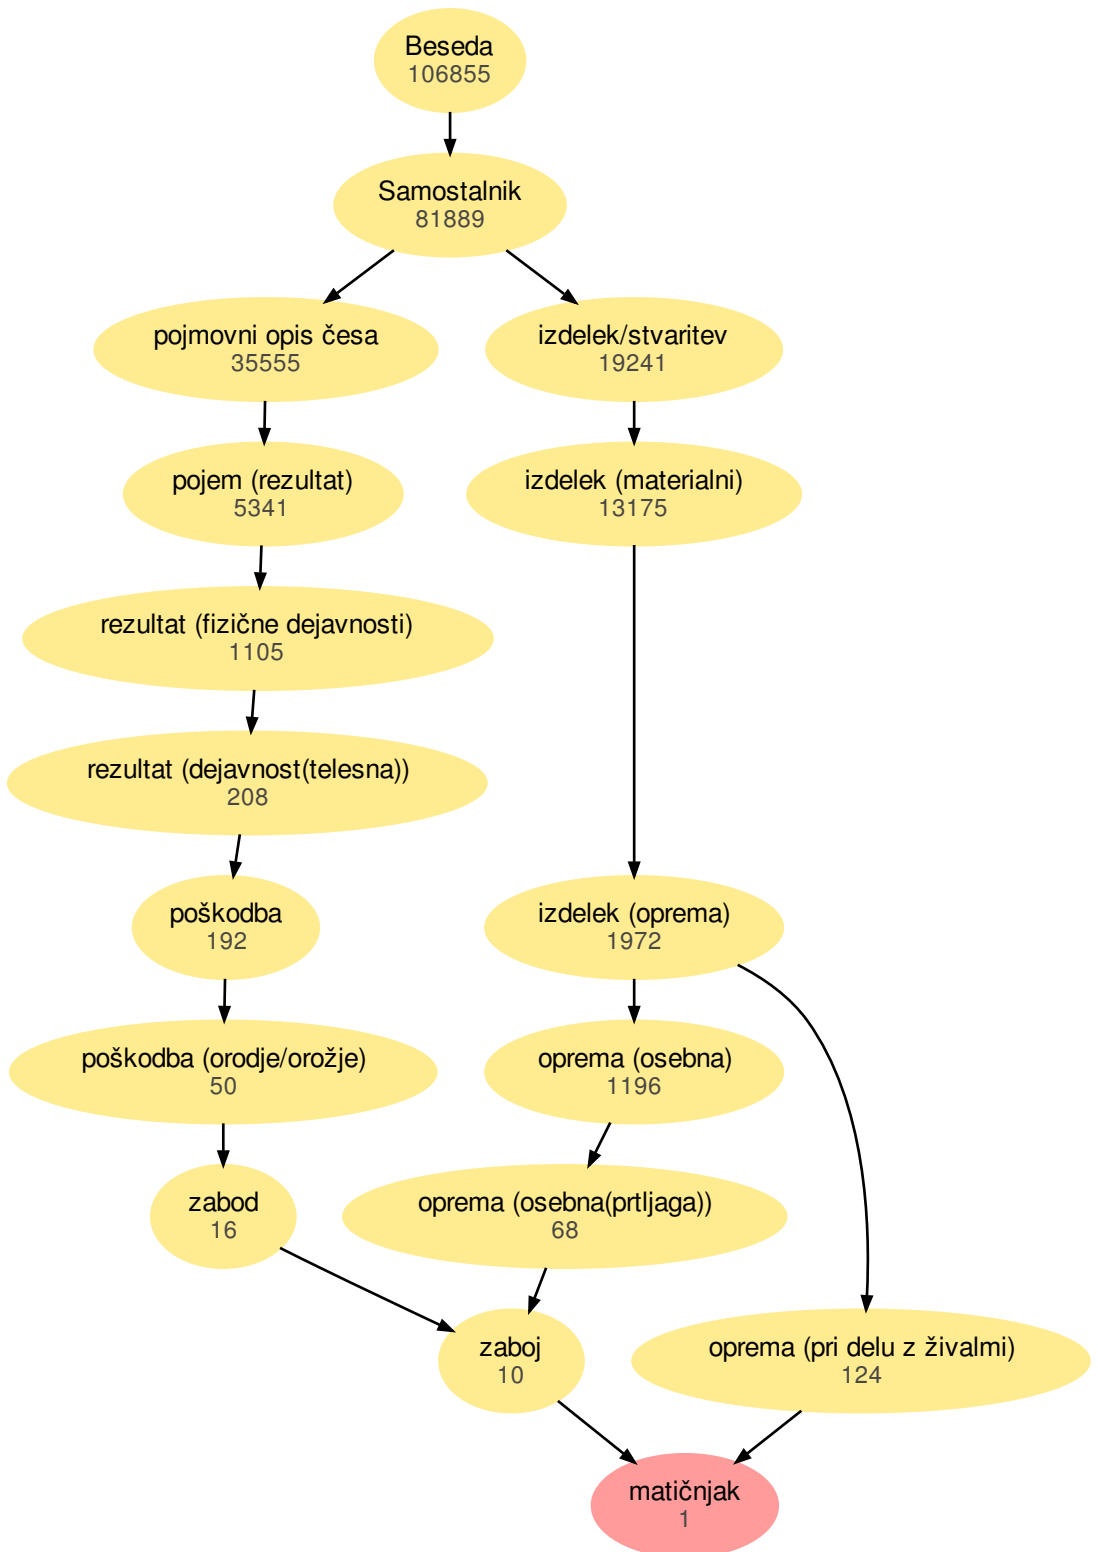 Beseda
106855
Samostalnik
81889
pojmovni opis česa
35555
izdelek/stvaritev
19241
pojem (rezultat)
5341
izdelek (materialni)
13175
rezultat (fizične dejavnosti)
1105
rezultat (dejavnost(telesna))
208
poškodba
192
izdelek (oprema)
1972
poškodba (orodje/orožje)
50
oprema (osebna)
1196
zabod
16
oprema (osebna(prtljaga))
68
zaboj
10
oprema (pri delu z živalmi)
124
matičnjak
1